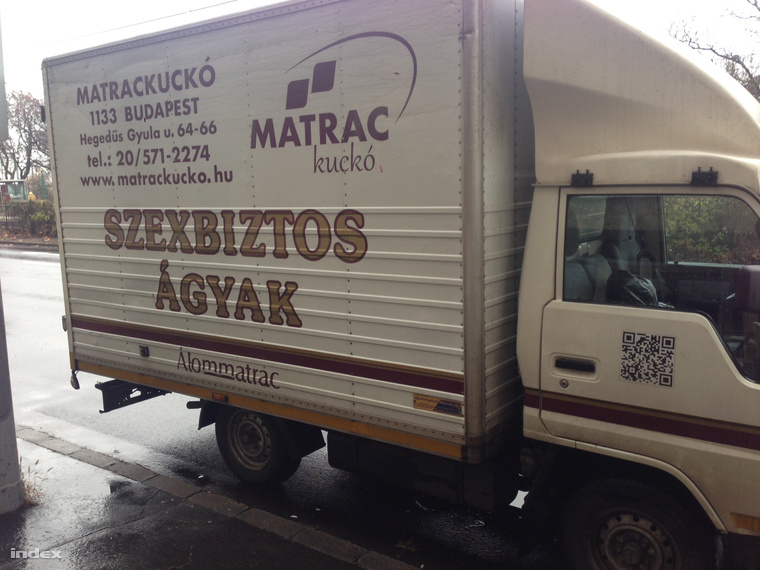 MATRACKUCKÓ
1133 BUDAPEST
Hegedűs Gyula u. 64-66
tel.: 20/571-2274
www.matrackucko.hu
MATRAC
kuckó
SZEXBIZTOS
ÁGYAK
Álommatrác
index